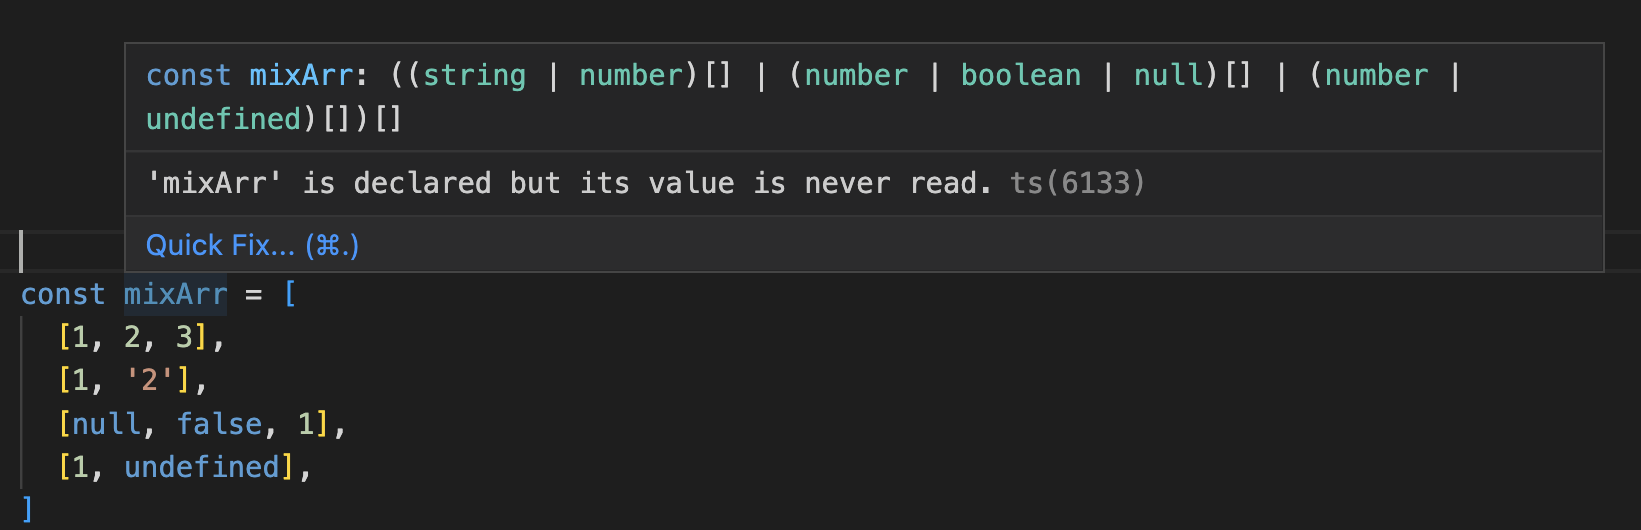 const mixArr: ((string | number)[] | (number | boolean | null)[] | (number |
undefined)[])[]
'mixArr' is declared but its value is never read. ts(6133)
Quick Fix... (⌘.)
const mixArr = [
[1, 2, 3],
[1, '2'],
[null, false, 1],
[1, undefined],
]